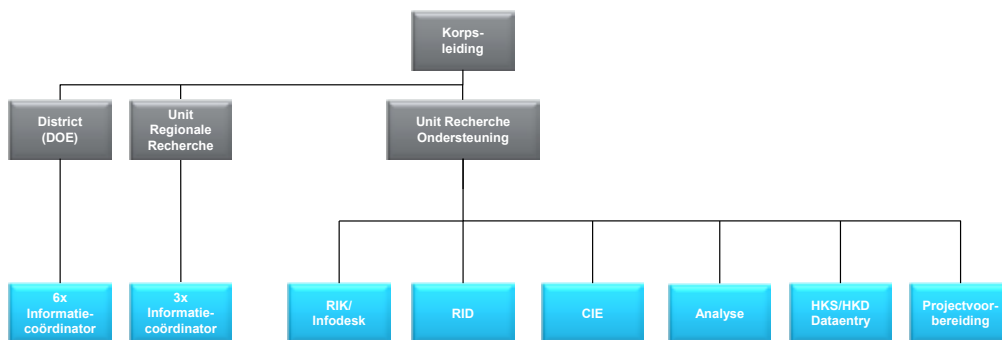 Korps-
leiding
District
(DOE)
Unit
Regionale
Recherche
Unit Recherche
Ondersteuning
6x
Informatie-
coördinator
3x
Informatie-
coördinator
RIK/
Infodesk
RID
CIE
Analyse
HKS/HKD
Dataentry
Projectvoor-
bereiding